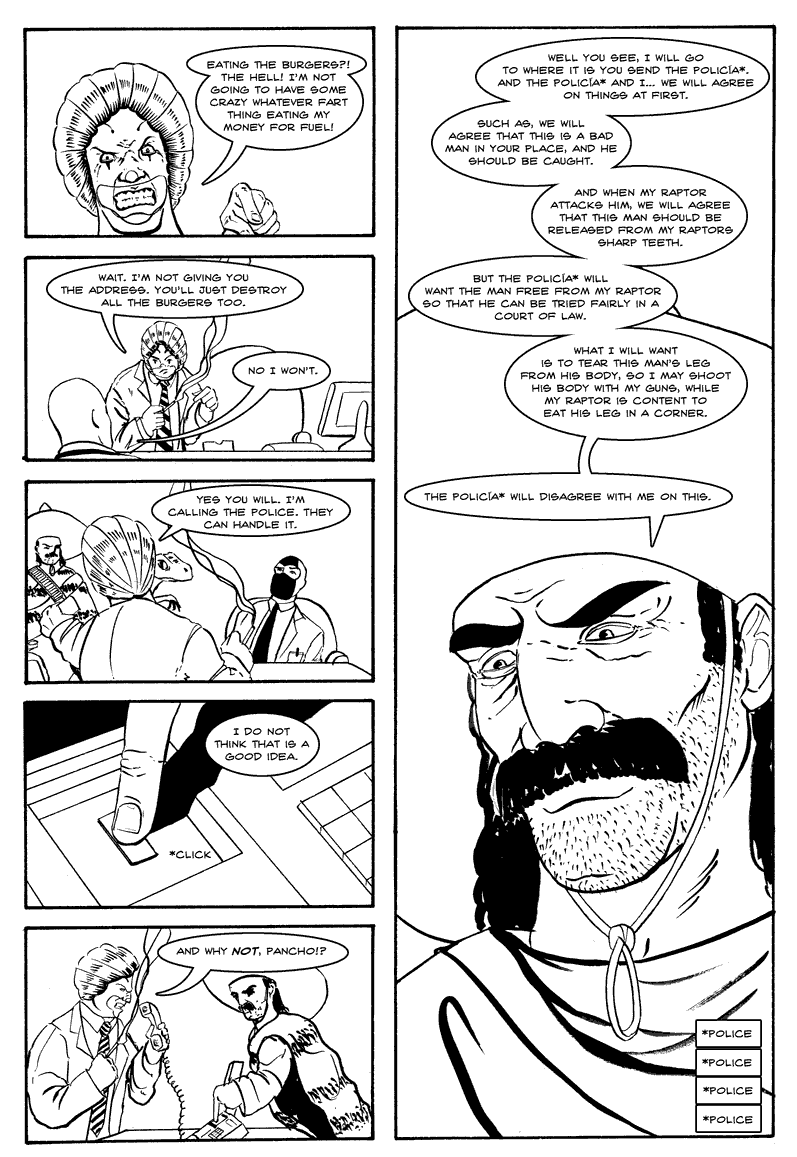 EATING THE BURGERS?!
THE HELL! I'M NOT
GOING TO HAVE SOME
CRAZY WHATEVER FART
THING EATING MY
MONEY FOR FUEL!
WAIT. I'M NOT GIVING YOU
THE ADDRESS. YOU'LL JUST DESTROY
ALL THE BURGERS TOO.
NO I WON'T.
YES YOU WILL. I'M
CALLING THE POLICE. THEY
CAN HANDLE IT.
I DO NOT
THINK THAT IS A
GOOD IDEA.
*CLICK
AND WHY NOT, PANCHO!?
WELL YOU SEE, I WILL GO
TO WHERE IT IS YOU SEND THE POLICÍA*.
AND THE POLICÍA* AND I... WE WILL AGREE
ON THINGS AT FIRST.
SUCH AS, WE WILL
AGREE THAT THIS IS A BAD
MAN IN YOUR PLACE, AND HE
SHOULD BE CAUGHT.
AND WHEN MY RAPTOR
ATTACKS HIM, WE WILL AGREE
THAT THIS MAN SHOULD BE
RELEASED FROM MY RAPTORS
SHARP TEETH.
BUT THE POLICÍA* WILL
WANT THE MAN FREE FROM MY RAPTOR
SO THAT HE CAN BE TRIED FAIRLY IN A
COURT OF LAW.
WHAT I WILL WANT
IS TO TEAR THIS MAN'S LEG
FROM HIS BODY, SO I MAY SHOOT
HIS BODY WITH MY GUNS, WHILE
MY RAPTOR IS CONTENT TO
EAT HIS LEG IN A CORNER.
THE POLICÍA* WILL DISAGREE WITH ME ON THIS.
*POLICE
*POLICE
*POLICE
*POLICE